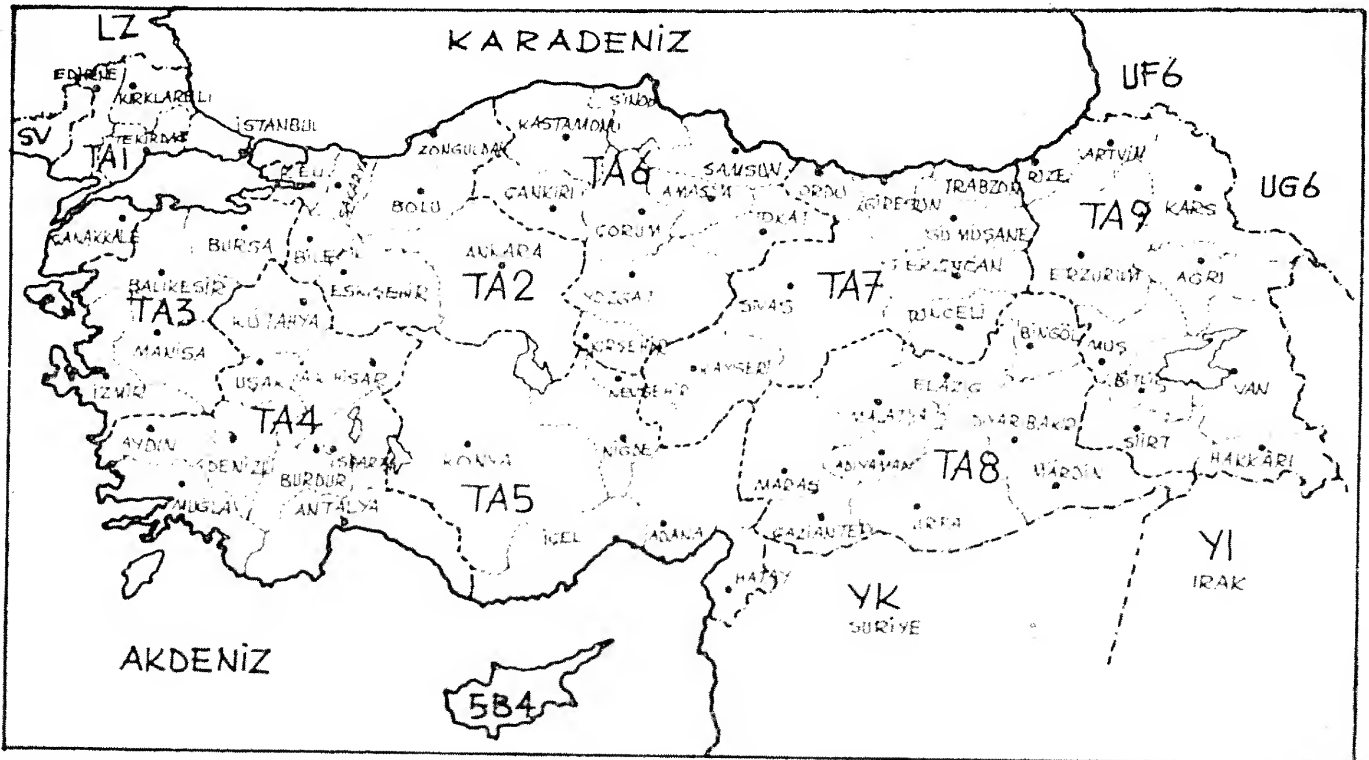 LZ
KARADENİZ
UF6
EDİRNE
KIRKLARELİ
SİNOP
SV
TEKİRDAĞ
İSTANBUL
KASTAMONU
ZONGULDAK
ARTVİN
TA1
TA6
SAMSUN
ORDU
TRABZON
RİZE
UG6
ÇANKIRI
AMASYA
GİRESUN
TA9
KARS
ÇANAKKALE
BOLU
TOKAT
BURSA
ÇORUM
GÜMÜŞANE
BİLE
ANKARA
ERZİNCAN
ERZURUM
AĞRI
BALIKESİR
ESKİŞEHİR
TA2
YOZGAT
TA7
TA3
KÜTAHYA
SİVAS
TUNCELİ
MANİSA
KIRŞEHİR
BİNGÖL
MUŞ
UŞAK
HİSAR
KAYSERİ
ELAZIĞ
BİTLİS
VAN
İZMİR
NEVŞEHİR
TA4
MALATYA
DİYARBAKIR
AYDIN
SİİRT
DENİZLİ
ISPARTA
KONYA
NİĞDE
ADIYAMAN
TA8
MARDİN
HAKKÂRİ
BURDUR
MARAŞ
MUĞLA
ANTALYA
TA5
İÇEL
ADANA
GAZİANTEP
URFA
YI
HATAY
IRAK
YK
SURİYE
AKDENİZ
5B4